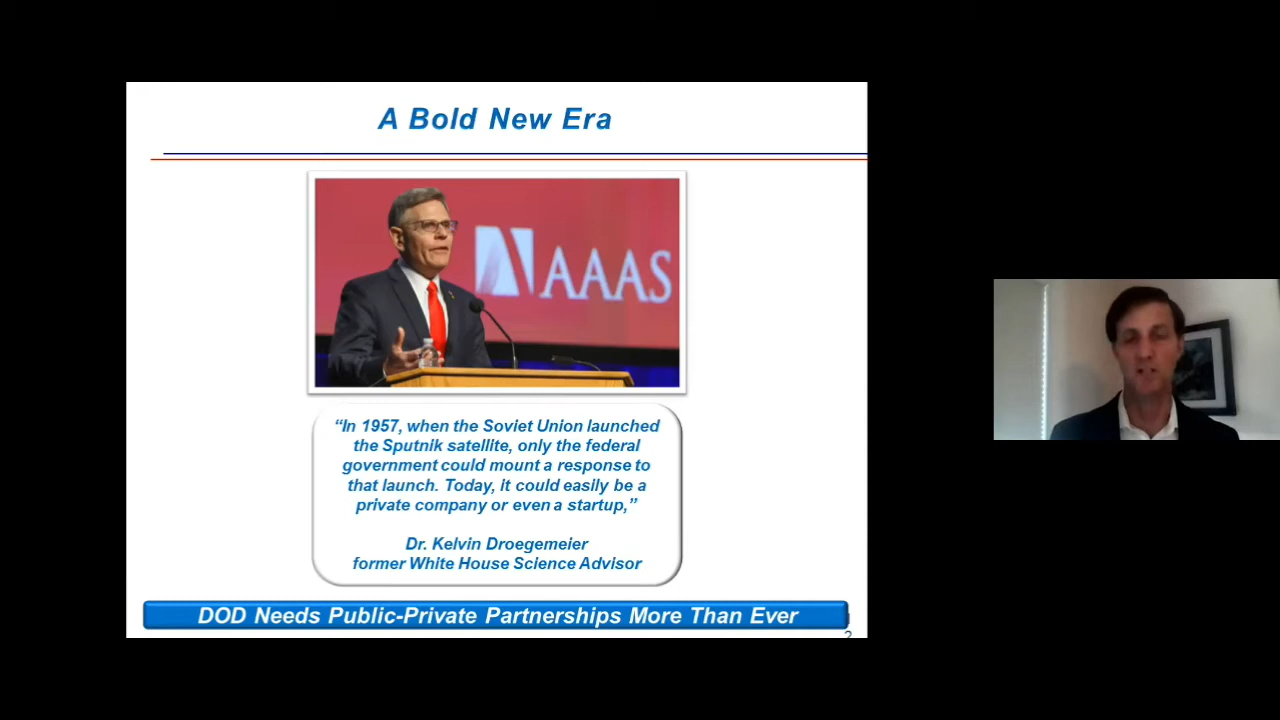 A Bold New Era
AAAS
“In 1957, when the Soviet Union launched
the Sputnik satellite, only the federal
government could mount a response to
that launch. Today, it could easily be a
private company or even a startup,”
Dr. Kelvin Droegemeier
former White House Science Advisor
DOD Needs Public-Private Partnerships More Than Ever
2